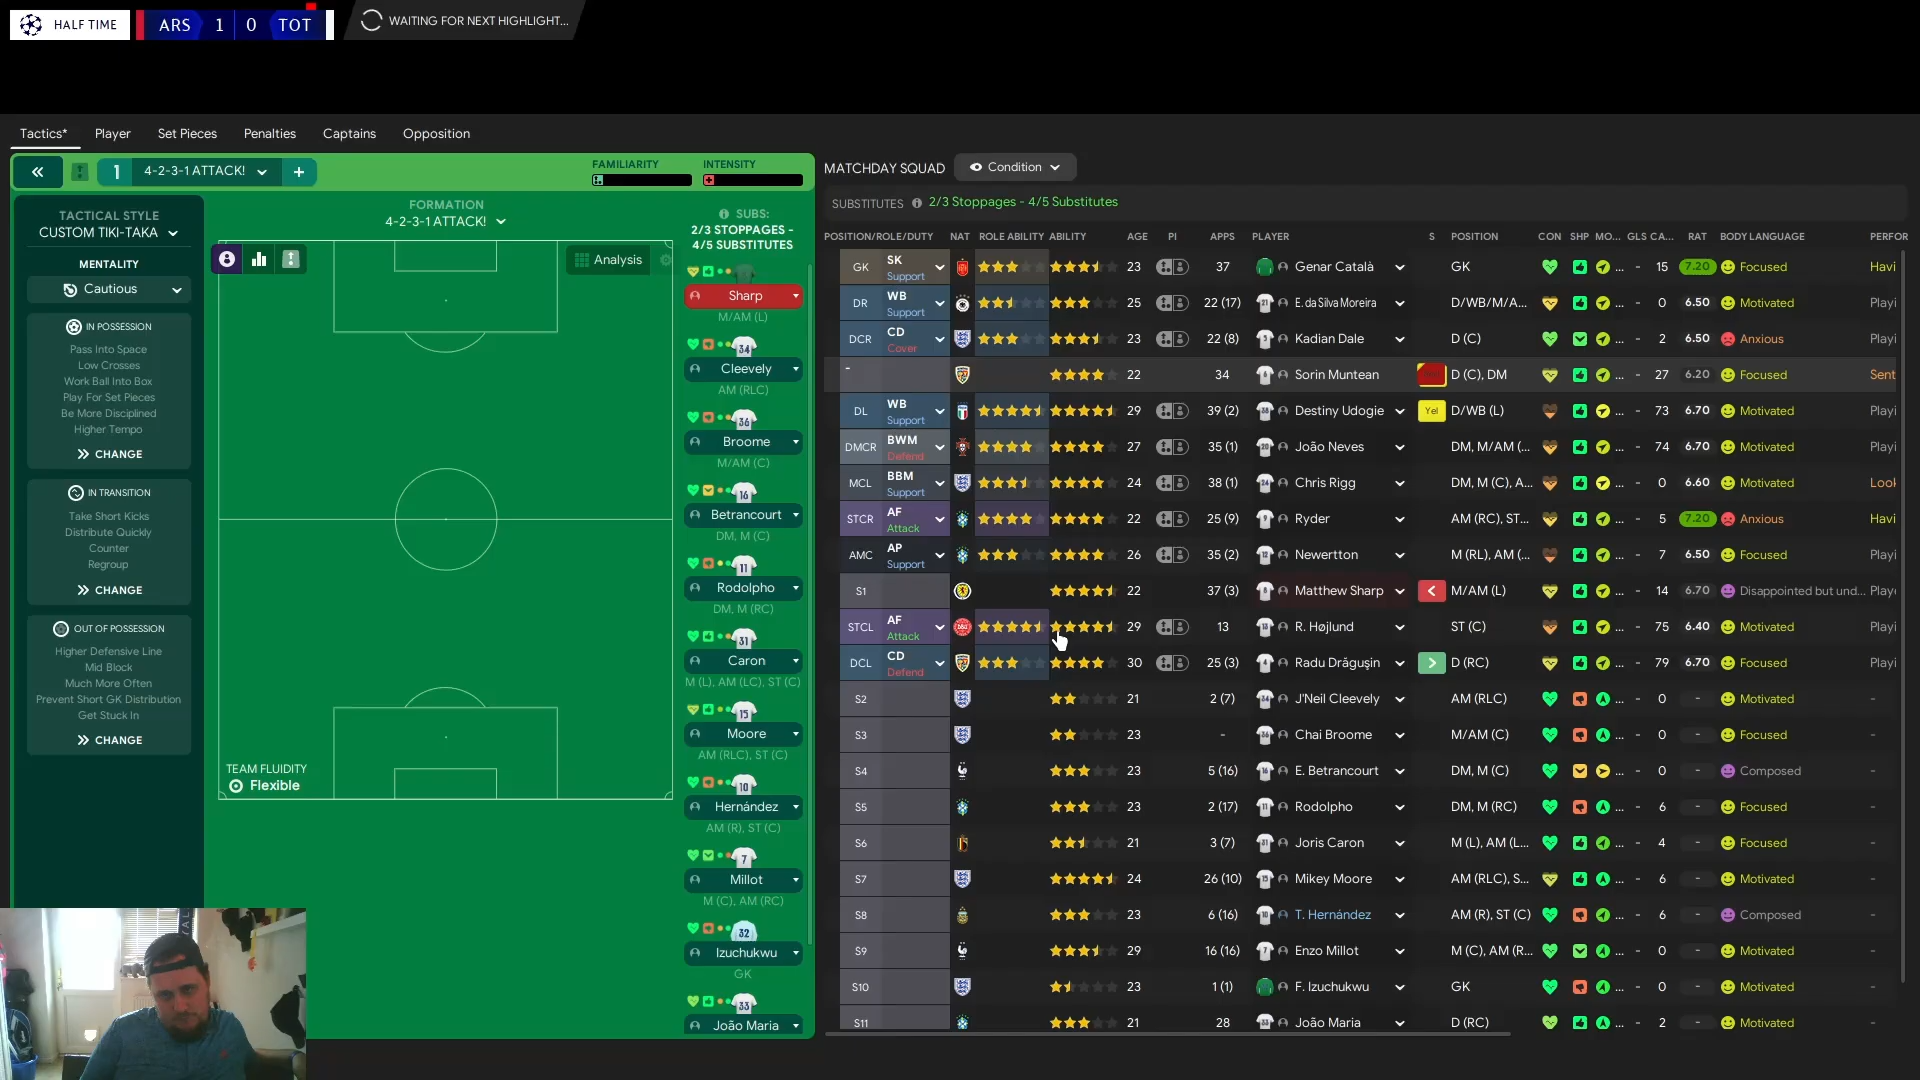 HALF TIME
ARS 1 0 TOT
WAITING FOR NEXT HIGHLIGHT...
Tactics* Player Set Pieces Penalties Captains Opposition
1 4-2-3-1 ATTACK! +
FAMILIARITY INTENSITY
TACTICAL STYLE
CUSTOM TIKI-TAKA
MENTALITY
Cautious
IN POSSESSION
Pass Into Space
Low Crosses
Work Ball Into Box
Play For Set Pieces
Be More Disciplined
Higher Tempo
CHANGE
IN TRANSITION
Take Short Kicks
Distribute Quickly
Counter
Regroup
CHANGE
OUT OF POSSESSION
Higher Defensive Line
Mid Block
Much More Often
Prevent Short GK Distribution
Get Stuck In
CHANGE
FORMATION
4-2-3-1 ATTACK!
Analysis
TEAM FLUIDITY
Flexible
SUBS:
2/3 STOPPAGES -
4/5 SUBSTITUTES
Sharp
M/AM (L)
34
Cleevely
AM (RLC)
36
Broome
M/AM (C)
16
Betrancourt
DM, M (C)
11
Rodolpho
DM, M (RC)
31
Caron
M (L), AM (LC), ST (C)
15
Moore
AM (RLC), ST (C)
10
Hernández
AM (R), ST (C)
7
Millot
M (C), AM (RC)
32
Izuchukwu
GK
33
João Maria
MATCHDAY SQUAD Condition
SUBSTITUTES 2/3 Stoppages - 4/5 Substitutes
POSITION/ROLE/DUTY NAT ROLE ABILITY ABILITY AGE PI APPS PLAYER S POSITION CON SHP MO... GLS CA... RAT BODY LANGUAGE PERFOR
GK SK Support 23 37 Genar Català GK - 15 7.20 Focused Havi
DR WB Support 25 22 (17) E. da Silva Moreira D/WB/M/A... - 0 6.50 Motivated Playi
DCR CD Cover 23 22 (8) Kadian Dale D (C) - 2 6.50 Anxious Playi
- 22 34 Sorin Muntean D (C), DM - 27 6.20 Focused Sent
DL WB Support 29 39 (2) Destiny Udogie Yel D/WB (L) - 73 6.70 Motivated Playi
DMCR BWM Defend 27 35 (1) João Neves DM, M/AM (... - 74 6.70 Motivated Playi
MCL BBM Support 24 38 (1) Chris Rigg DM, M (C), A... - 0 6.60 Motivated Look
STCR AF Attack 22 25 (9) Ryder AM (RC), ST... - 5 7.20 Anxious Havi
AMC AP Support 26 35 (2) Newertton M (RL), AM (... - 7 6.50 Focused Playi
S1 22 37 (3) Matthew Sharp M/AM (L) - 14 6.70 Disappointed but und... Playe
STCL AF Attack 29 13 R. Højlund ST (C) - 75 6.40 Motivated Playi
DCL CD Defend 30 25 (3) Radu Drăgușin D (RC) - 79 6.70 Focused Playi
S2 21 2 (7) J'Neil Cleevely AM (RLC) - 0 - Motivated -
S3 23 - Chai Broome M/AM (C) - 0 - Focused -
S4 23 5 (16) E. Betrancourt DM, M (C) - 0 - Composed -
S5 23 2 (17) Rodolpho DM, M (RC) - 6 - Focused -
S6 21 3 (7) Joris Caron M (L), AM (L... - 4 - Focused -
S7 24 26 (10) Mikey Moore AM (RLC), S... - 6 - Motivated -
S8 23 6 (16) T. Hernández AM (R), ST (C) - 6 - Composed -
S9 29 16 (16) Enzo Millot M (C), AM (R... - 0 - Motivated -
S10 23 1 (1) F. Izuchukwu GK - 0 - Motivated -
S11 21 28 João Maria D (RC) - 2 - Motivated -